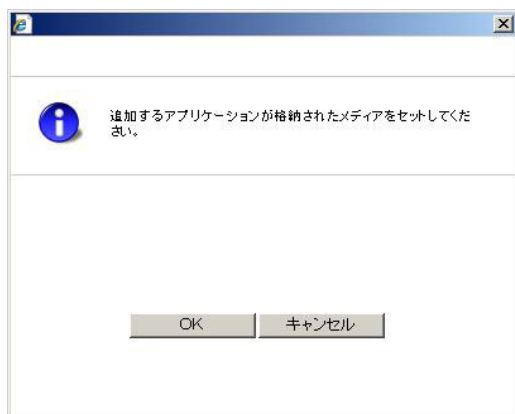 追加するアプリケーションが格納されたメディアをセットしてくだ
さい。
OK
キャンセル